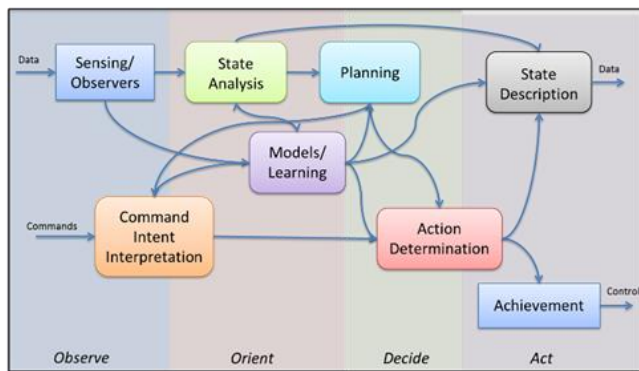 Data
Sensing/
Observers
State
Analysis
Planning
State
Description
Data
Models/
Learning
Commands
Command
Intent
Interpretation
Action
Determination
Achievement
Control
Observe
Orient
Decide
Act